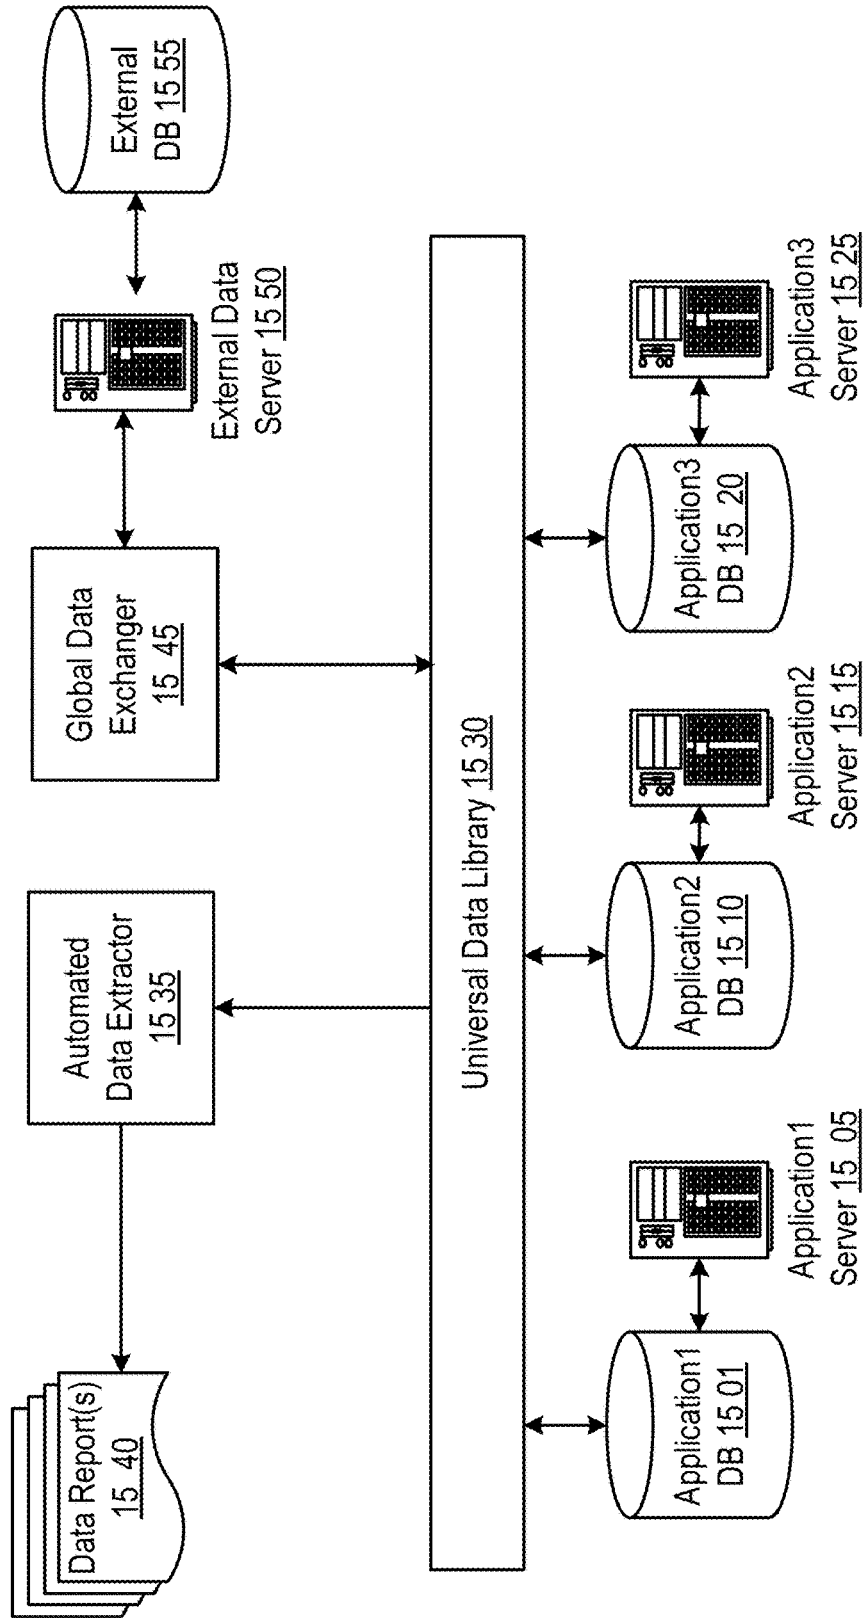 Data Report(s)
15 40
Automated
Data Extractor
15 35
Global Data
Exchanger
15 45
External Data
Server 15 50
External
DB 15 55
Universal Data Library 15 30
Application1
DB 15 01
Application1
Server 15 05
Application2
DB 15 10
Application2
Server 15 15
Application3
DB 15 20
Application3
Server 15 25